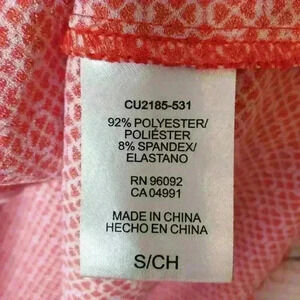 CU2185-531
92% POLYESTER/
POLIÉSTER
8% SPANDEX/
ELASTANO
RN 96092
CA 04991
MADE IN CHINA
HECHO EN CHINA
S/CH